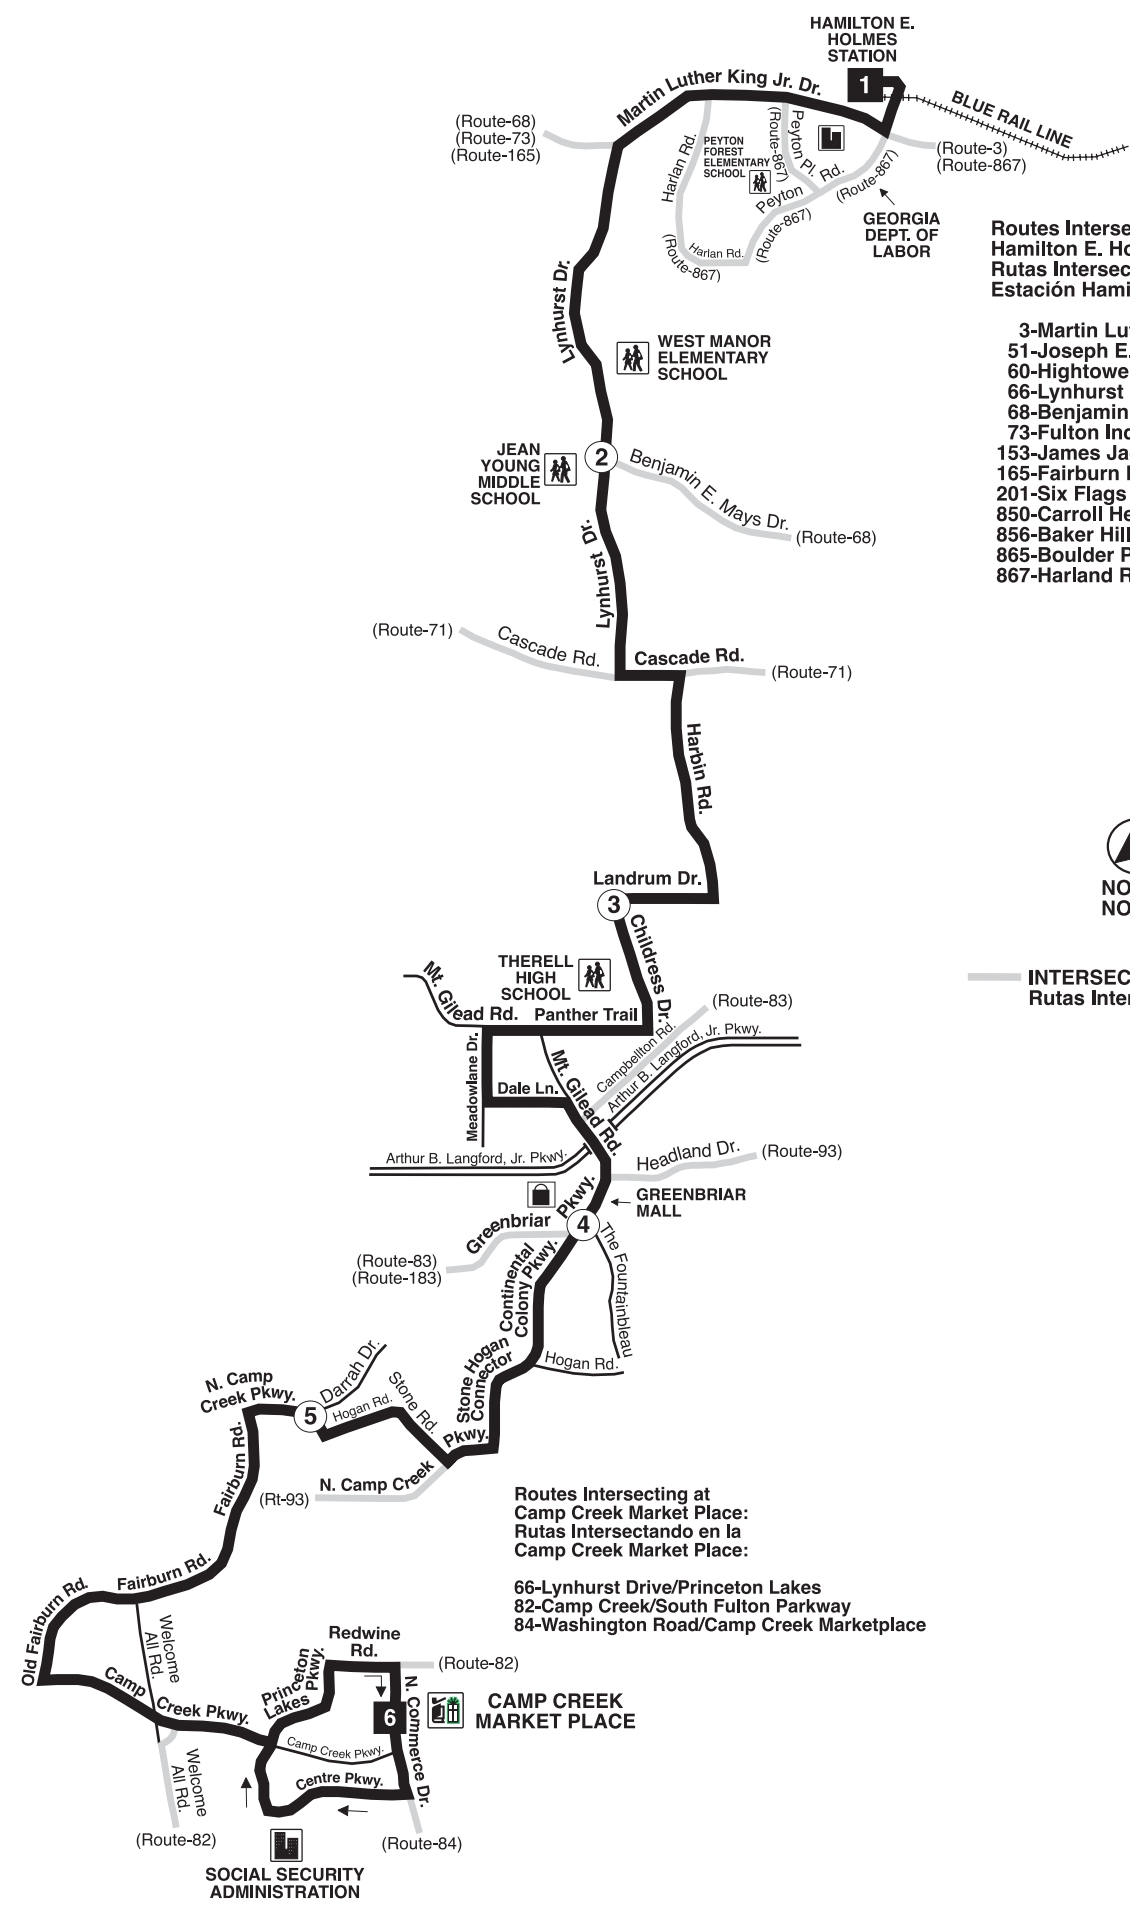 HAMILTON E.
HOLMES
STATION
1
Martin Luther King Jr. Dr.
BLUE RAIL LINE
(Route-68)
(Route-73)
(Route-165)
Harlan Rd.
PEYTON
FOREST
ELEMENTARY
SCHOOL
(Route-867)
Peyton Pl.
Peyton Rd.
(Route-867)
(Route-3)
(Route-867)
GEORGIA
DEPT. OF
LABOR
Harlan Rd.
(Route-867)
(Route-867)
Routes Interse
Hamilton E. Ho
Rutas Intersec
Estación Hami
3-Martin Lu
51-Joseph E.
60-Hightowe
66-Lynhurst
68-Benjamin
73-Fulton Ind
153-James Ja
165-Fairburn
201-Six Flags
850-Carroll He
856-Baker Hill
865-Boulder P
867-Harland R
Lynhurst Dr.
WEST MANOR
ELEMENTARY
SCHOOL
JEAN
YOUNG
MIDDLE
SCHOOL
2
Benjamin E. Mays Dr.
(Route-68)
Lynhurst Dr.
(Route-71)
Cascade Rd.
Cascade Rd.
(Route-71)
Harbin Rd.
Landrum Dr.
3
Childress Dr.
NO
NO
THERELL
HIGH
SCHOOL
INTERSEC
Rutas Inter
Mt. Gilead Rd.
Panther Trail
(Route-83)
Campbellton Rd.
Arthur B. Langford, Jr. Pkwy.
Meadowlane Dr.
Dale Ln.
Mt. Gilead Rd.
Arthur B. Langford, Jr. Pkwy.
Headland Dr.
(Route-93)
GREENBRIAR
MALL
Greenbriar Pkwy.
4
(Route-83)
(Route-183)
Continental
Colony Pkwy.
The Fountainbleau
Hogan Rd.
Stone Hogan
Connector
N. Camp
Creek Pkwy.
Darrah Dr.
5
Hogan Rd.
Stone Rd.
Fairburn Rd.
N. Camp Creek Pkwy.
(Rt-93)
Routes Intersecting at
Camp Creek Market Place:
Rutas Intersectando en la
Camp Creek Market Place:
66-Lynhurst Drive/Princeton Lakes
82-Camp Creek/South Fulton Parkway
84-Washington Road/Camp Creek Marketplace
Fairburn Rd.
Old Fairburn Rd.
Welcome
All Rd.
Camp Creek Pkwy.
Princeton
Lakes Pkwy.
Redwine
Rd.
(Route-82)
6
N. Commerce Dr.
CAMP CREEK
MARKET PLACE
Camp Creek Pkwy.
Centre Pkwy.
Welcome
All Rd.
(Route-82)
(Route-84)
SOCIAL SECURITY
ADMINISTRATION